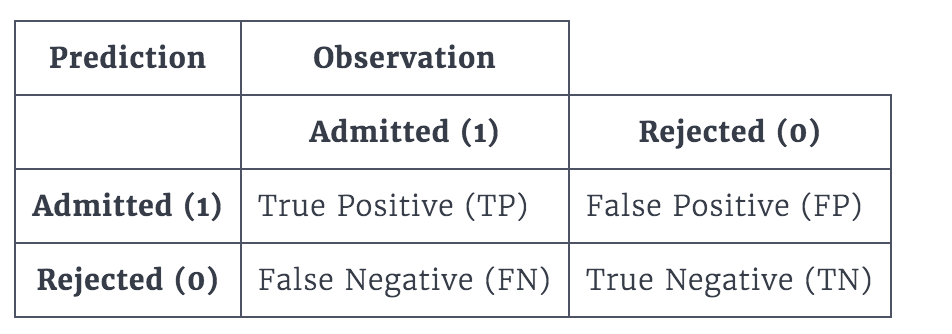 Prediction Observation
Admitted (1) Rejected (0)
Admitted (1) True Positive (TP) False Positive (FP)
Rejected (0) False Negative (FN) True Negative (TN)